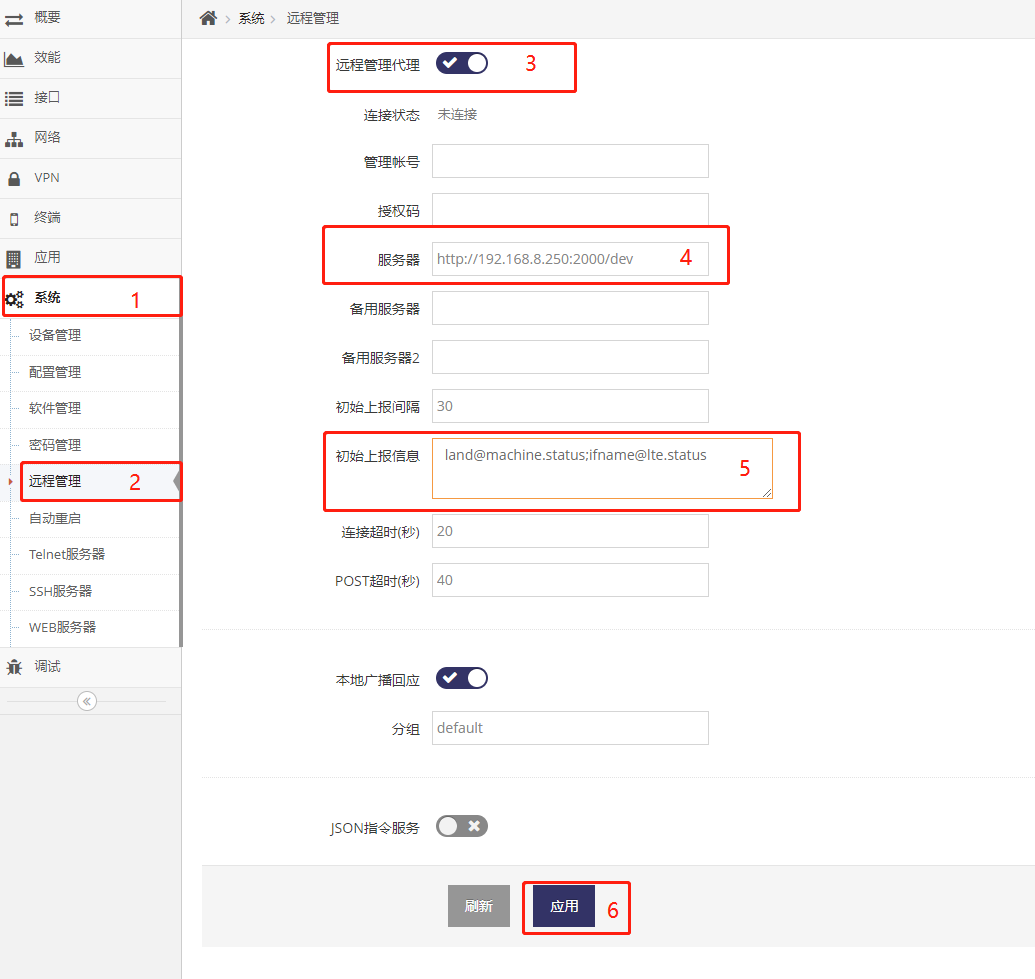 概要
效能
接口
网络
VPN
终端
应用
系统 1
设备管理
配置管理
软件管理
密码管理
远程管理 2
自动重启
Telnet服务器
SSH服务器
WEB服务器
调试
系统 远程管理
远程管理代理 3
连接状态 未连接
管理帐号
授权码
服务器 http://192.168.8.250:2000/dev 4
备用服务器
备用服务器2
初始上报间隔 30
初始上报信息 land@machine.status;ifname@lte.status 5
连接超时(秒) 20
POST超时(秒) 40
本地广播回应
分组 default
JSON指令服务
刷新 应用 6